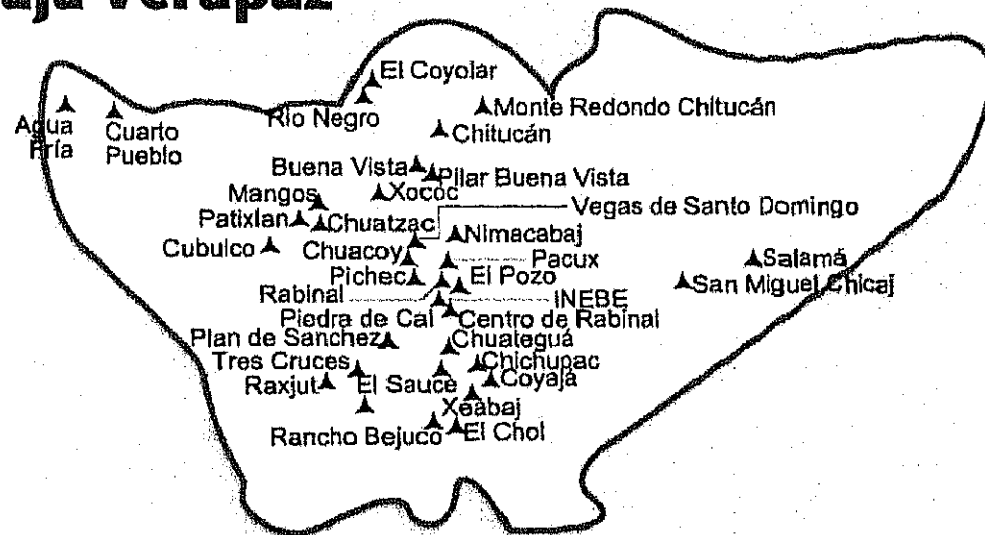 aja Verapaz
El Coyolar
Río Negro
Monte Redondo Chitucán
Chitucán
Agua
Fría
Cuarto
Pueblo
Buena Vista
Pilar Buena Vista
Mangos
Xococ
Vegas de Santo Domingo
Patixlan
Chuatzac
Cubulco
Chuacoy
Nimacabaj
Pacux
Salamá
Pichec
El Pozo
San Miguel Chicaj
Rabinal
INEBE
Piedra de Cal
Centro de Rabinal
Plan de Sanchez
Chuateguá
Tres Cruces
Chichupac
Raxjut
El Sauce
Coyajá
Xeabaj
Rancho Bejuco
El Chol